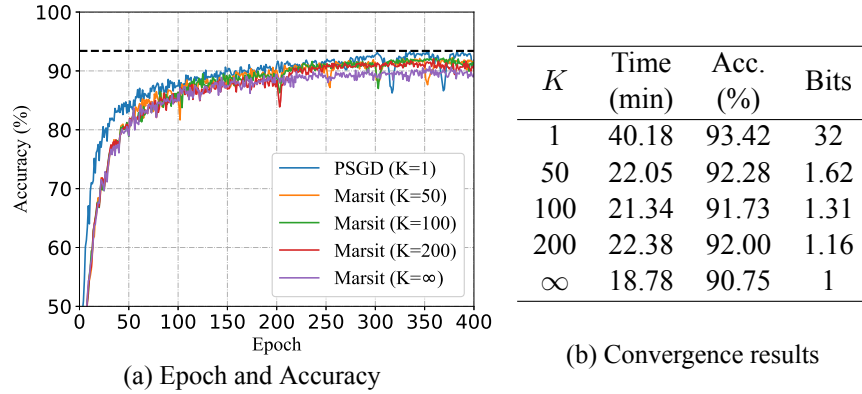 100
90
80
70
60
50
0 50 100 150 200 250 300 350 400
Accuracy (%)
Epoch
PSGD (K=1)
Marsit (K=50)
Marsit (K=100)
Marsit (K=200)
Marsit (K=∞)
(a) Epoch and Accuracy
K Time (min) Acc. (%) Bits
1 40.18 93.42 32
50 22.05 92.28 1.62
100 21.34 91.73 1.31
200 22.38 92.00 1.16
∞ 18.78 90.75 1
(b) Convergence results